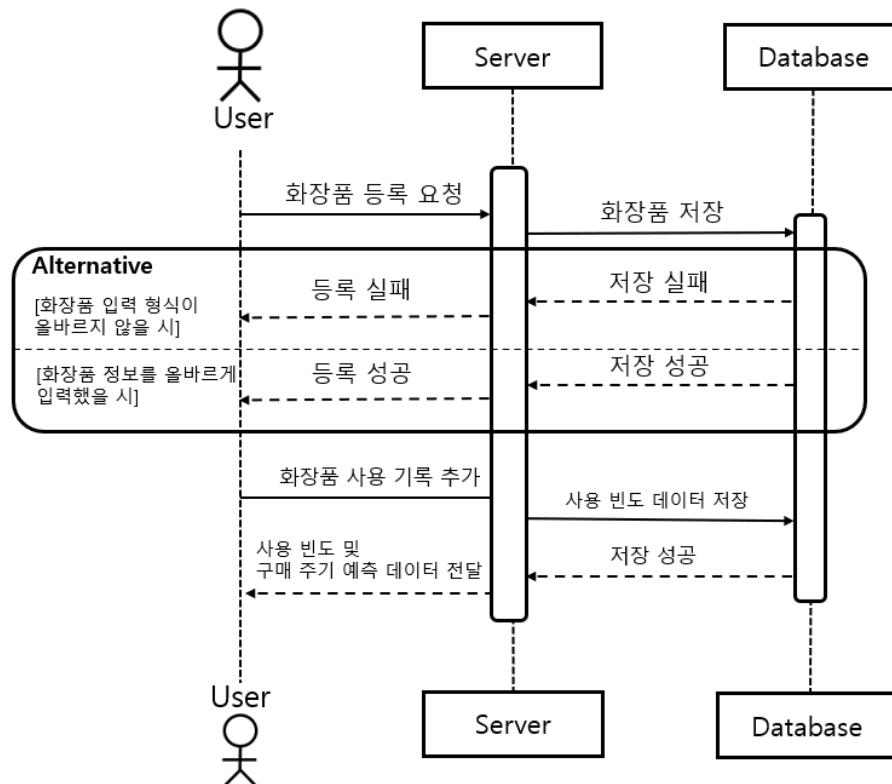 User
Server
Database
화장품 등록 요청
화장품 저장
Alternative
[화장품 입력 형식이
올바르지 않을 시]
등록 실패
저장 실패
[화장품 정보를 올바르게
입력했을 시]
등록 성공
저장 성공
화장품 사용 기록 추가
사용 빈도 데이터 저장
사용 빈도 및
구매 주기 예측 데이터 전달
저장 성공
User
Server
Database